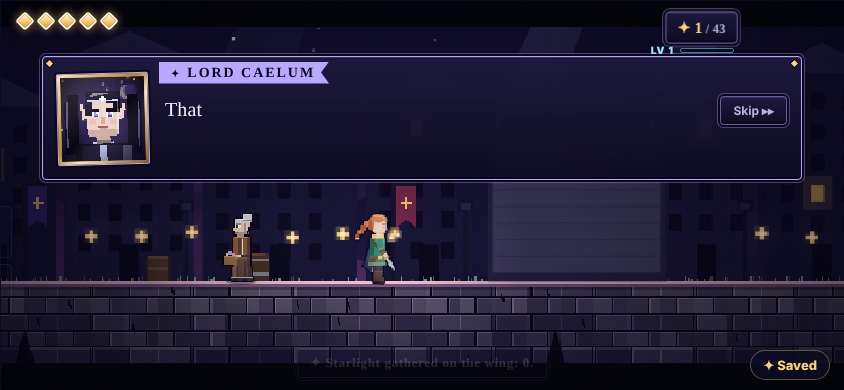 ✦ 1 / 43
LV 1
✦ LORD CAELUM
That
Skip ▸▸
✦ Starlight gathered on the wing: 0.
✦ Saved